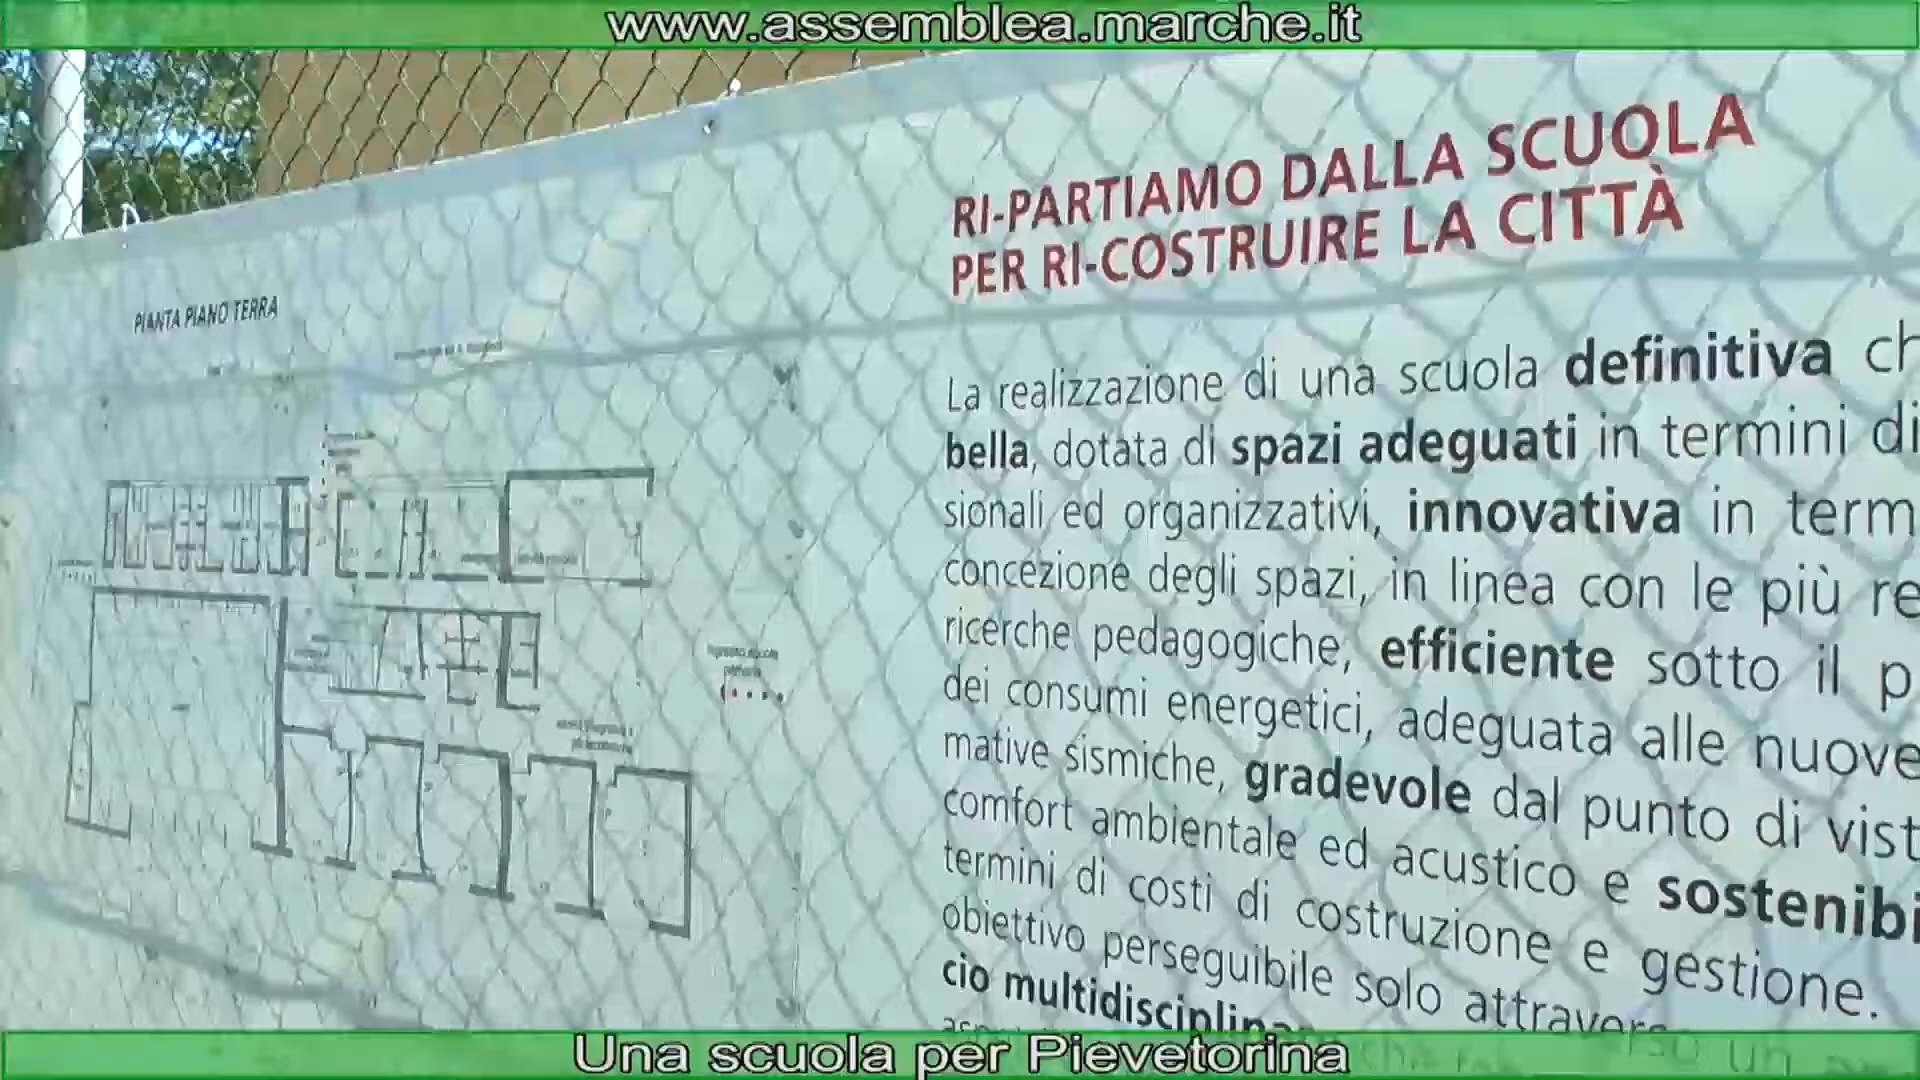 www.assemblea.marche.it
RI-PARTIAMO DALLA SCUOLA
PER RI-COSTRUIRE LA CITTÀ
PIANTA PIANO TERRA
La realizzazione di una scuola definitiva ch
bella, dotata di spazi adeguati in termini di
sionali ed organizzativi, innovativa in term
concezione degli spazi, in linea con le più re
ricerche pedagogiche, efficiente sotto il p
dei consumi energetici, adeguata alle nuove
mative sismiche, gradevole dal punto di vist
comfort ambientale ed acustico e sostenibi
termini di costi di costruzione e gestione.
obiettivo perseguibile solo attraverso un
cio multidisciplina
Una scuola per Pievetorina